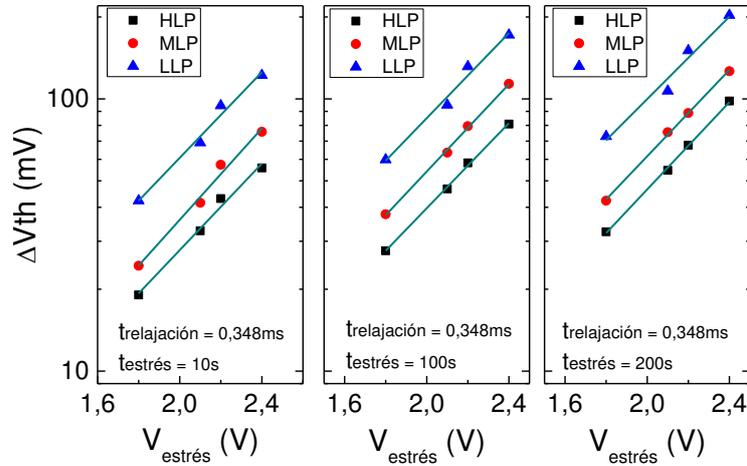 HLP
MLP
LLP
HLP
MLP
LLP
HLP
MLP
LLP
100
10
ΔVth (mV)
trelajación = 0,348ms
testrés = 10s
trelajación = 0,348ms
testrés = 100s
trelajación = 0,348ms
testrés = 200s
1,6 2,0 2,4
1,6 2,0 2,4
1,6 2,0 2,4
Vestrés (V)
Vestrés (V)
Vestrés (V)